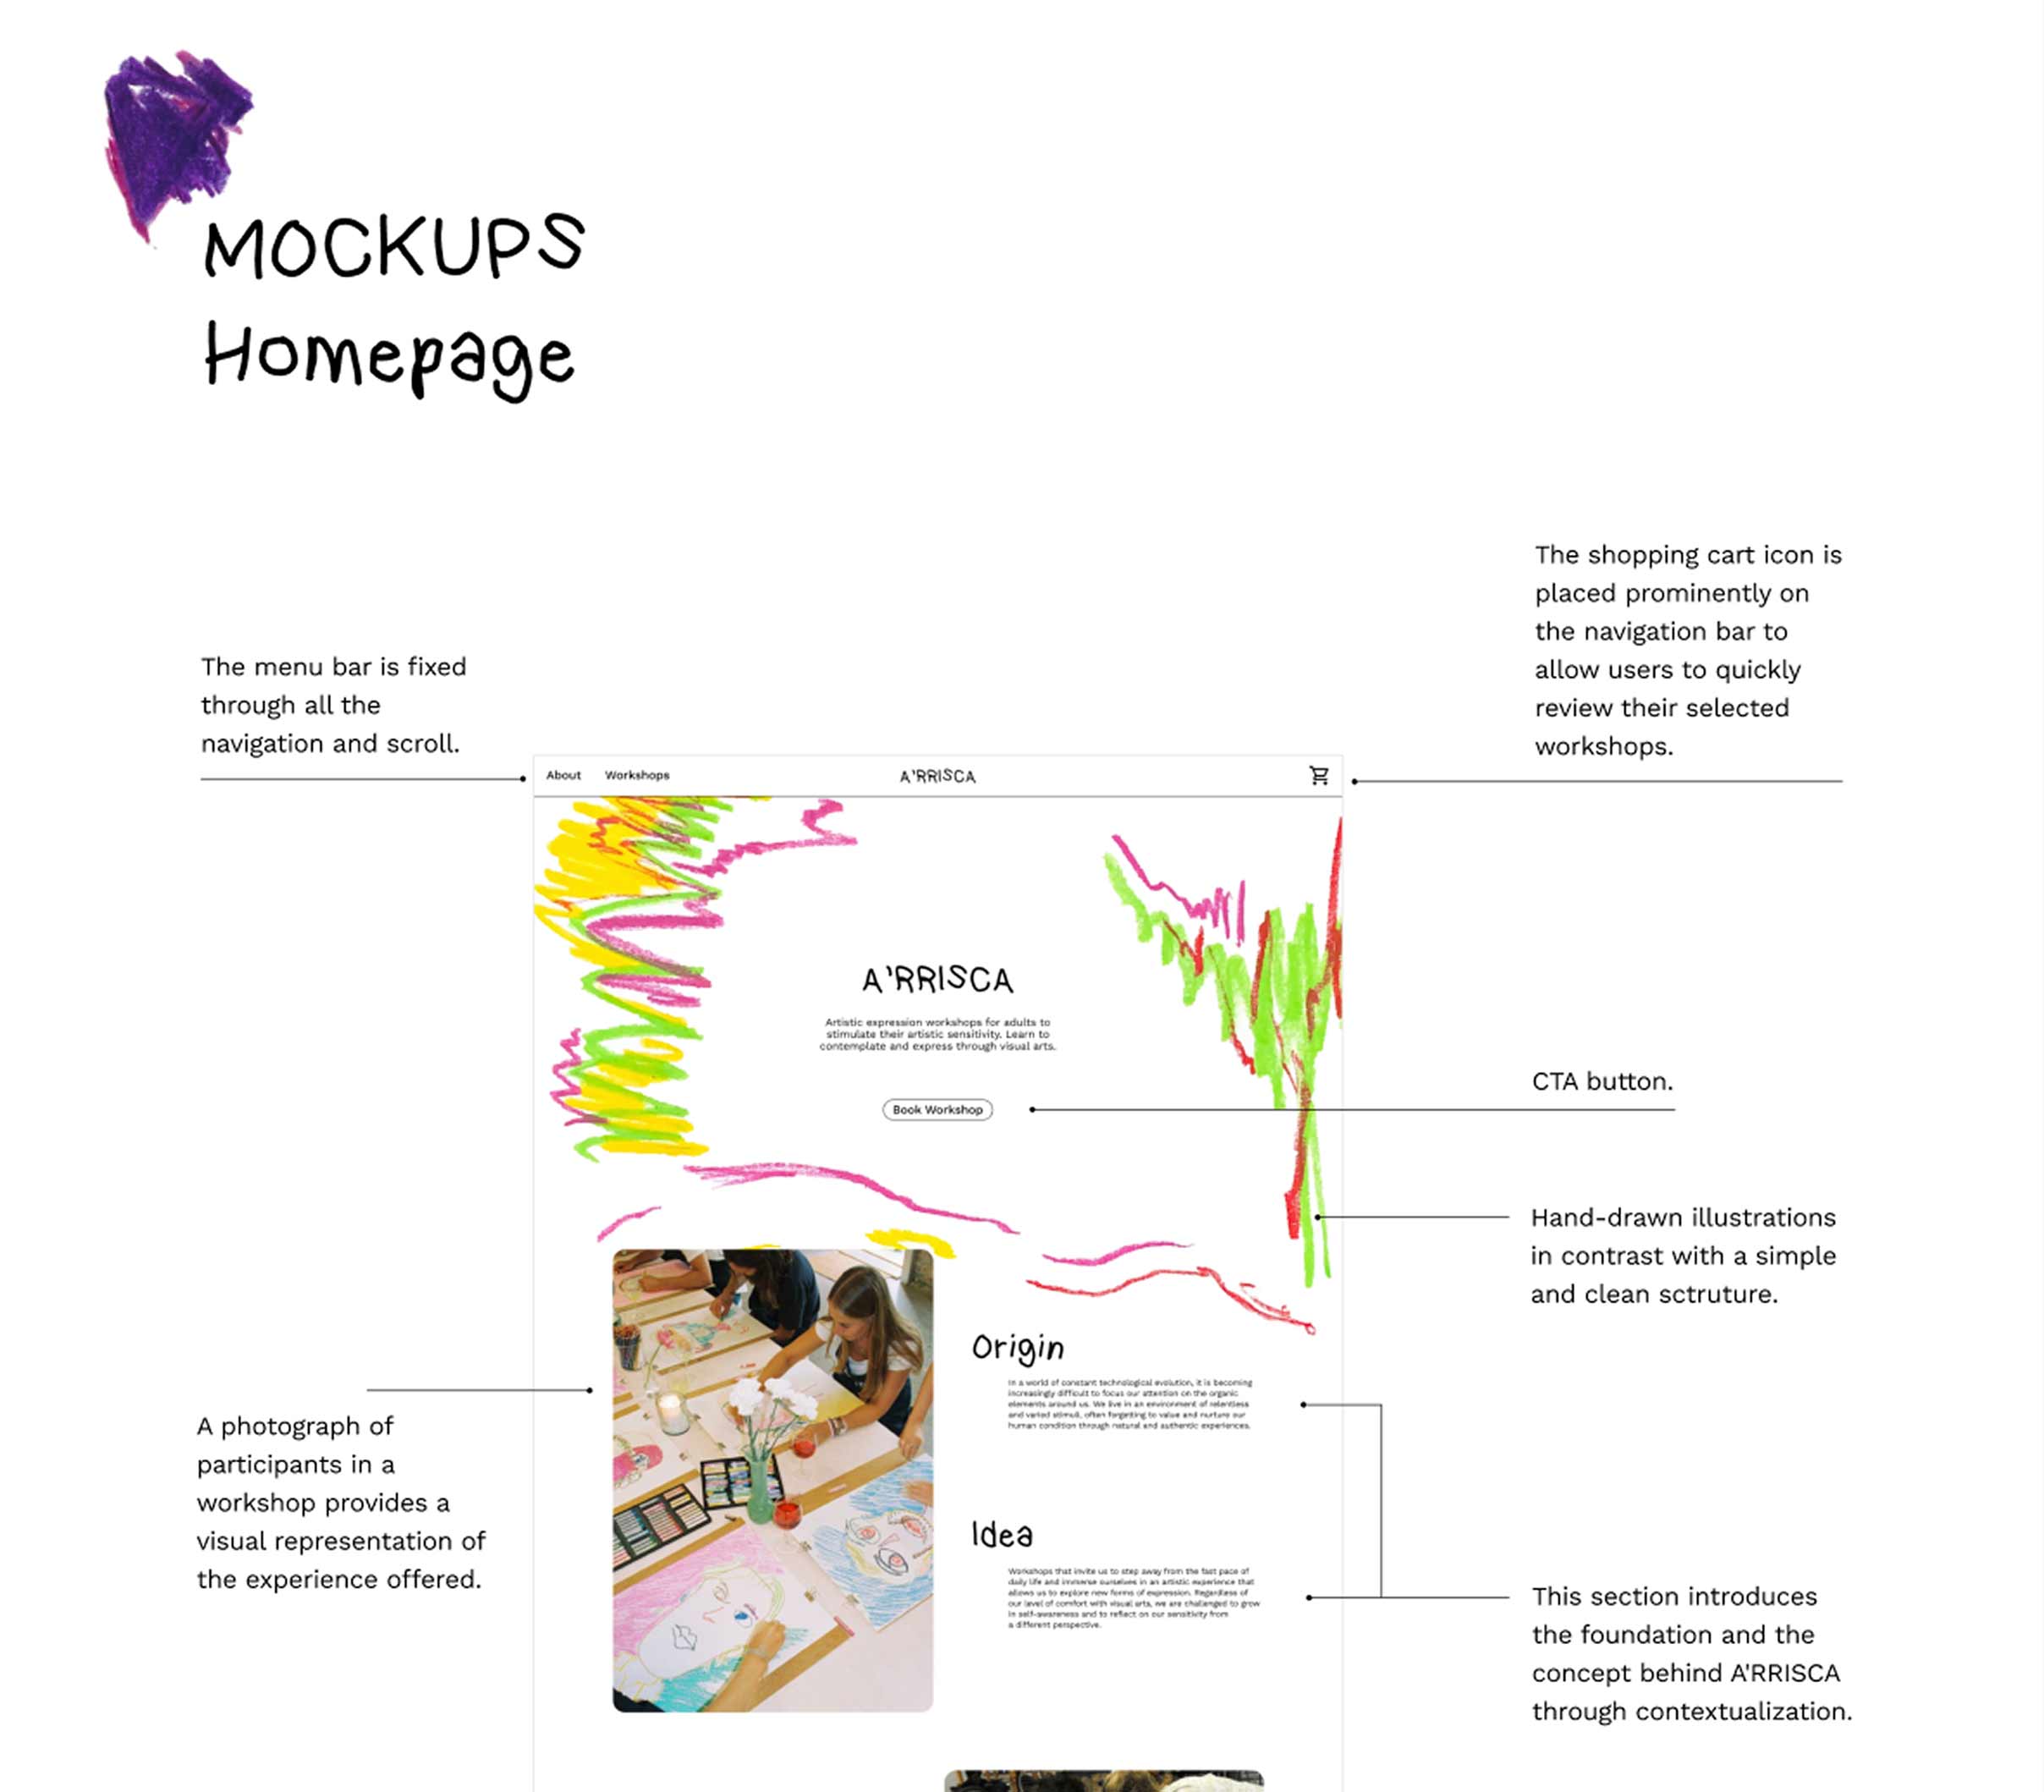 MOCKUPS
Homepage
The shopping cart icon is
placed prominently on
the navigation bar to
allow users to quickly
review their selected
workshops.
The menu bar is fixed
through all the
navigation and scroll.
About Workshops A'RRISCA
A'RRISCA
Artistic expression workshops for adults to
stimulate their artistic sensitivity. Learn to
contemplate and express through visual arts.
Book Workshop
CTA button.
Hand-drawn illustrations
in contrast with a simple
and clean sctruture.
Origin
In a world of constant technological evolution, it is becoming
increasingly difficult to focus our attention on the organic
elements around us. We live in an environment of relentless
and varied stimuli, often forgetting to value and nurture our
human condition through natural and authentic experiences.
A photograph of
participants in a
workshop provides a
visual representation of
the experience offered.
Idea
Workshops that invite us to step away from the fast pace of
daily life and immerse ourselves in an artistic experience that
allows us to explore new forms of expression. Regardless of
our level of comfort with visual arts, we are challenged to grow
in self-awareness and to reflect on our sensitivity from
a different perspective.
This section introduces
the foundation and the
concept behind A'RRISCA
through contextualization.